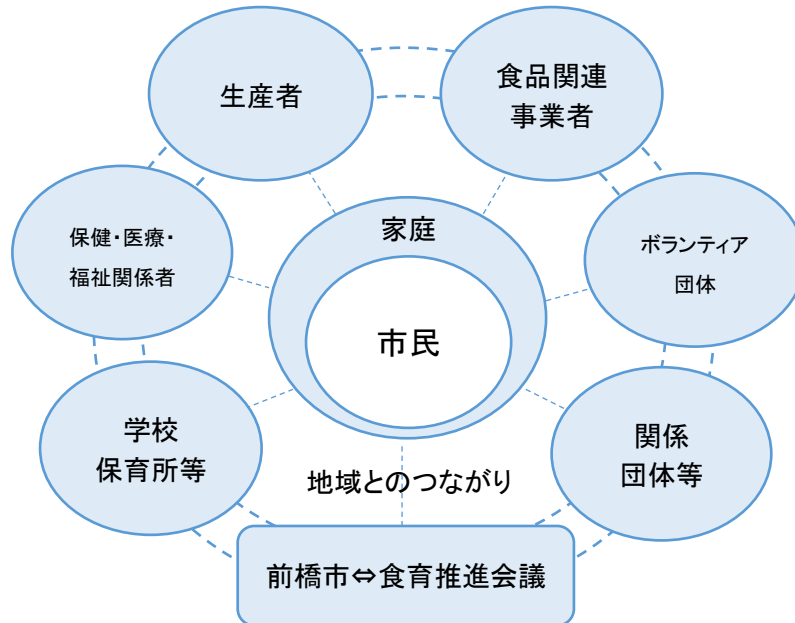 生産者
食品関連
事業者
保健・医療・
福祉関係者
家庭
ボランティア
団体
市民
学校
保育所等
関係
団体等
地域とのつながり
前橋市⇔食育推進会議